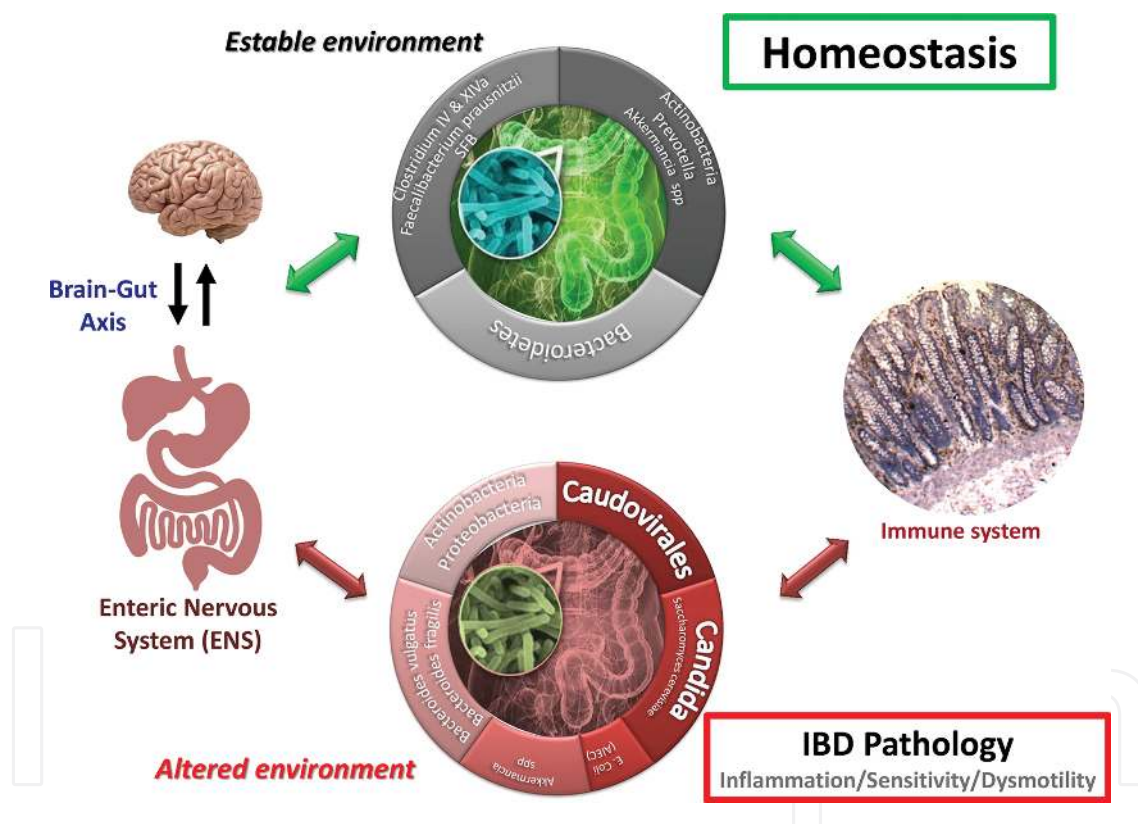 Estable environment
Homeostasis
Clostridium IV & XIVa
Faecalibacterium prausnitzii
SFB
Actinobacteria
Prevotella
Akkermancia spp
Bacteroidetes
Brain-Gut
Axis
Immune system
Enteric Nervous
System (ENS)
Actinobacteria
Proteobacteria
Caudovirales
Candida
Saccharomyces cerevisiae
E-Coli
(AIEC)
Akkermancia
spp
Bacteroides vulgatus
Bacteroides fragilis
Altered environment
IBD Pathology
Inflammation/Sensitivity/Dysmotility